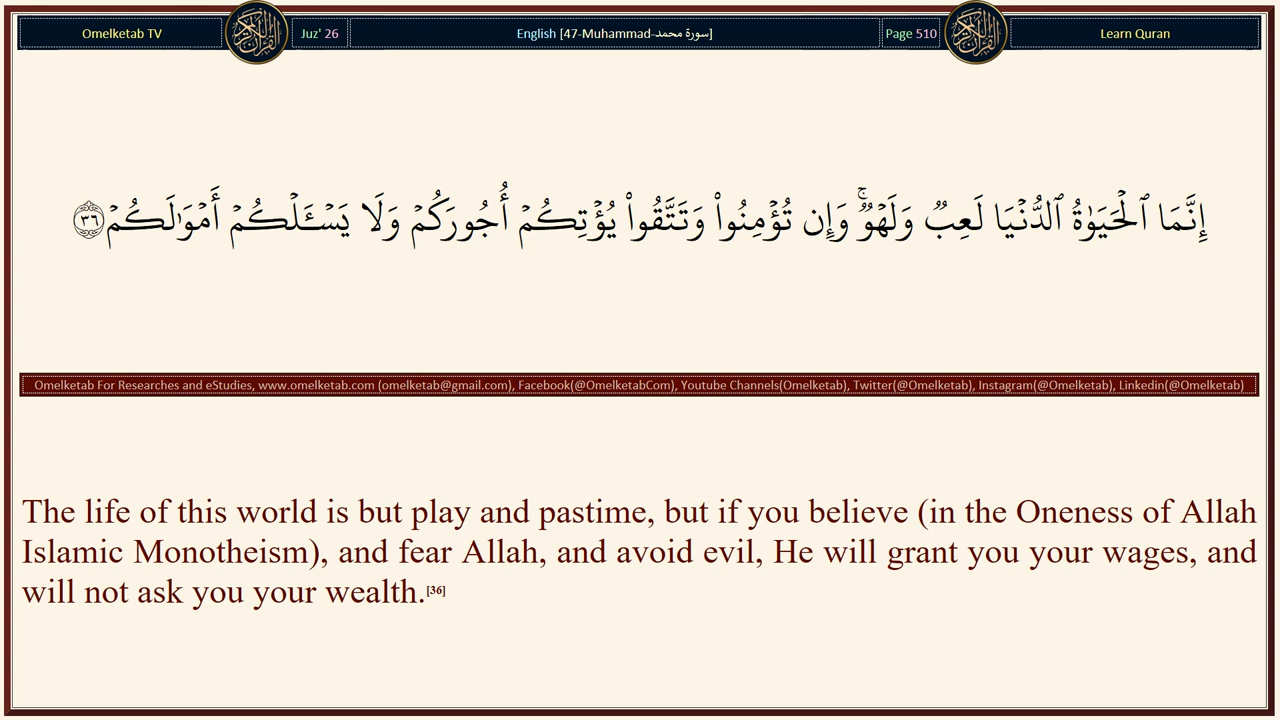 Omelketab TV
Juz' 26
English [47-Muhammad-سورة محمد]
Page 510
Learn Quran
إِنَّمَا ٱلْحَيَوٰةُ ٱلدُّنْيَا لَعِبٌ وَلَهْوٌ ۚ وَإِن تُؤْمِنُوا۟ وَتَتَّقُوا۟ يُؤْتِكُمْ أُجُورَكُمْ وَلَا يَسْـَٔلْكُمْ أَمْوَٰلَكُمْ ٣٦
Omelketab For Researches and eStudies, www.omelketab.com (omelketab@gmail.com), Facebook(@OmelketabCom), Youtube Channels(Omelketab), Twitter(@Omelketab), Instagram(@Omelketab), Linkedin(@Omelketab)
The life of this world is but play and pastime, but if you believe (in the Oneness of Allah
Islamic Monotheism), and fear Allah, and avoid evil, He will grant you your wages, and
will not ask you your wealth.[36]